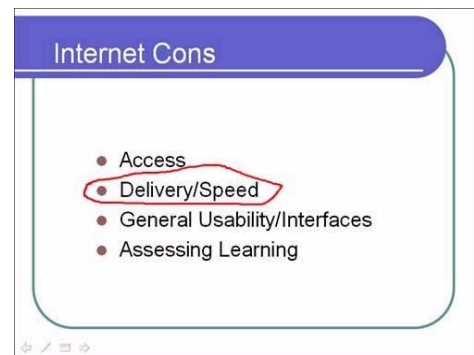 Internet Cons
Access
Delivery/Speed
General Usability/Interfaces
Assessing Learning